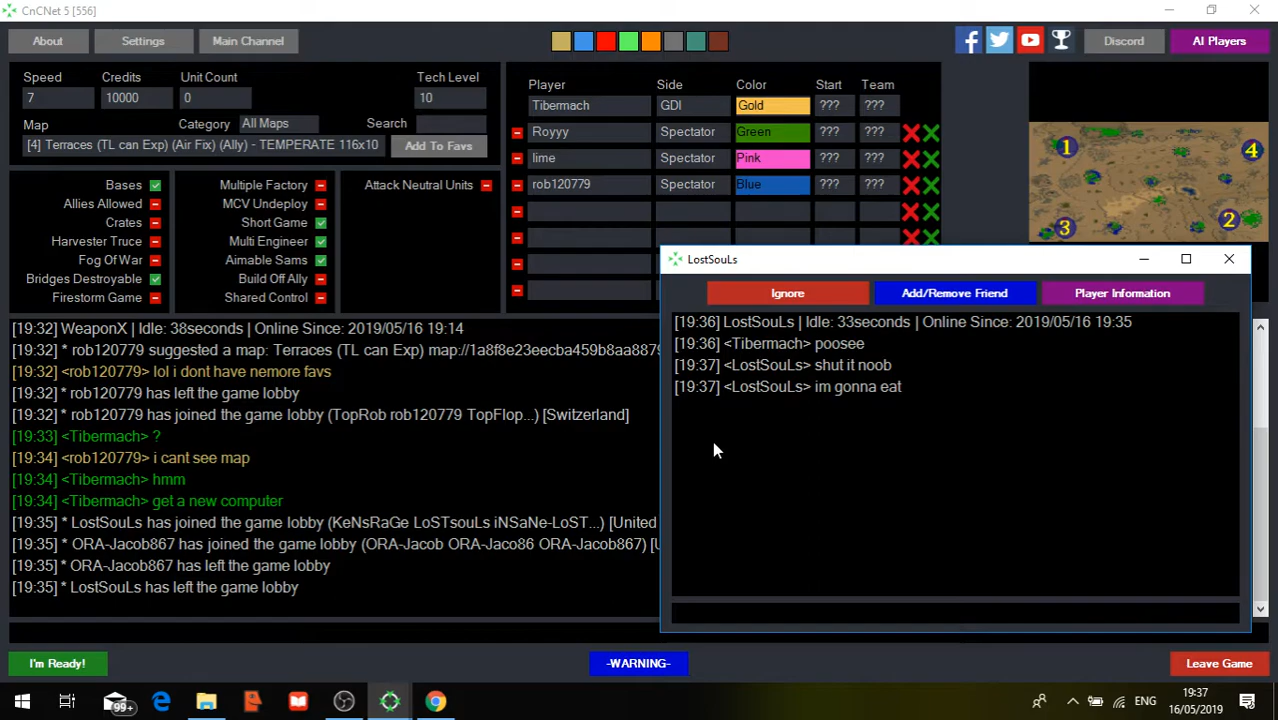 CnCNet 5 [556]
About
Settings
Main Channel
Discord
AI Players
Speed
Credits
Unit Count
Tech Level
7
10000
0
10
Map
Category
All Maps
Search
[4] Terraces (TL can Exp) (Air Fix) (Ally) - TEMPERATE 116x10
Add To Favs
Player
Side
Color
Start
Team
Tibermach
GDI
Gold
???
???
Royyy
Spectator
Green
???
???
lime
Spectator
Pink
???
???
rob120779
Spectator
Blue
???
???
1
4
3
2
Bases
Allies Allowed
Crates
Harvester Truce
Fog Of War
Bridges Destroyable
Firestorm Game
Multiple Factory
MCV Undeploy
Short Game
Multi Engineer
Aimable Sams
Build Off Ally
Shared Control
Attack Neutral Units
[19:32] WeaponX | Idle: 38seconds | Online Since: 2019/05/16 19:14
[19:32] * rob120779 suggested a map: Terraces (TL can Exp) map://1a8f8e23eecba459b8aa887
[19:32] <rob120779> lol i dont have nemore favs
[19:32] * rob120779 has left the game lobby
[19:32] * rob120779 has joined the game lobby (TopRob rob120779 TopFlop...) [Switzerland]
[19:33] <Tibermach> ?
[19:34] <rob120779> i cant see map
[19:34] <Tibermach> hmm
[19:34] <Tibermach> get a new computer
[19:35] * LostSouLs has joined the game lobby (KeNsRaGe LoSTsouLs iNSaNe-LoST...) [United
[19:35] * ORA-Jacob867 has joined the game lobby (ORA-Jacob ORA-Jaco86 ORA-Jacob867) [
[19:35] * ORA-Jacob867 has left the game lobby
[19:35] * LostSouLs has left the game lobby
LostSouLs
Ignore
Add/Remove Friend
Player Information
[19:36] LostSouLs | Idle: 33seconds | Online Since: 2019/05/16 19:35
[19:36] <Tibermach> poosee
[19:37] <LostSouLs> shut it noob
[19:37] <LostSouLs> im gonna eat
I'm Ready!
-WARNING-
Leave Game
99+
ENG
19:37
16/05/2019